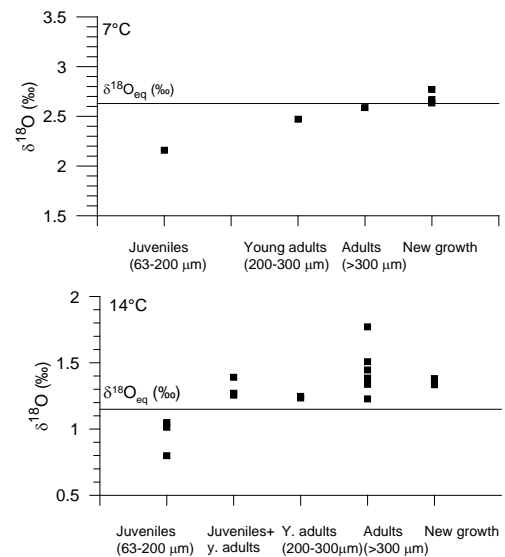 7°C
3.5
3
2.5
2
1.5
δ¹⁸O (‰)
δ¹⁸Oeq (‰)
Juveniles Young adults Adults New growth
(63-200 μm) (200-300 μm) (>300 μm)
14°C
2
1.5
1
0.5
δ¹⁸O (‰)
δ¹⁸Oeq (‰)
Juveniles Juveniles+ Y. adults Adults New growth
(63-200 μm) y. adults (200-300μm)(>300 μm)